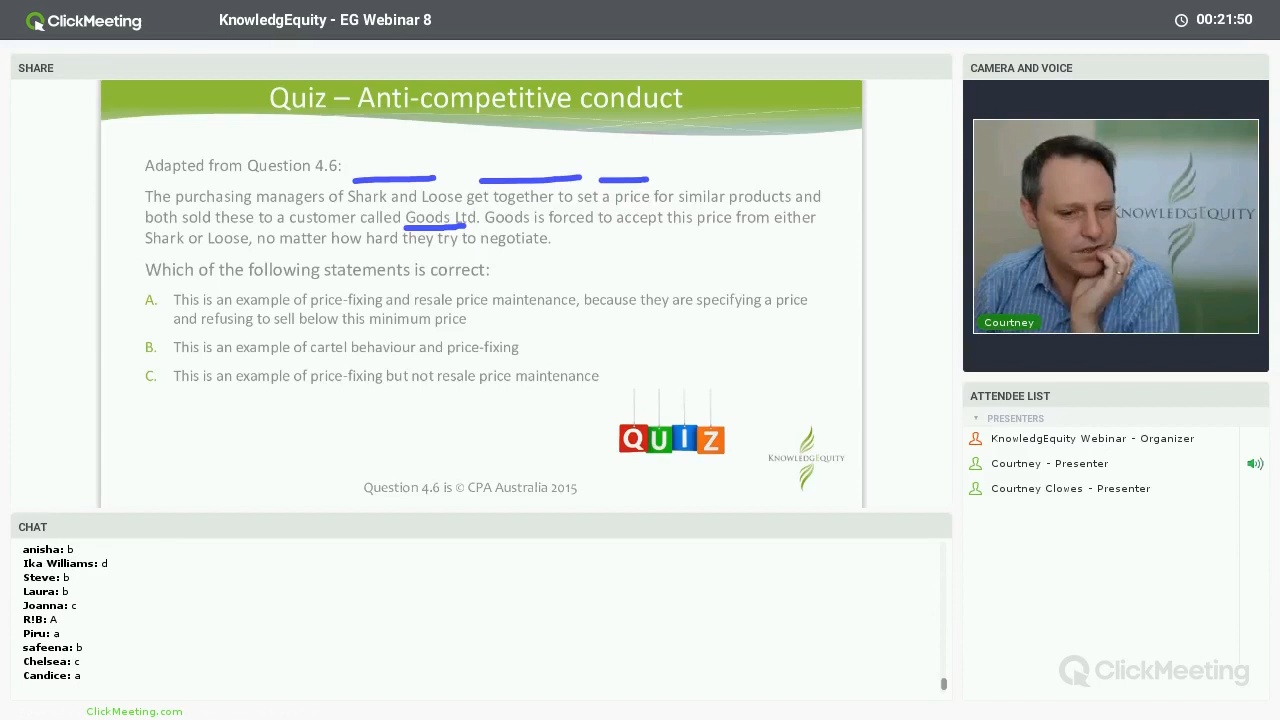 ClickMeeting
KnowledgEquity - EG Webinar 8
00:21:50
SHARE
Quiz – Anti-competitive conduct
Adapted from Question 4.6:
The purchasing managers of Shark and Loose get together to set a price for similar products and
both sold these to a customer called Goods Ltd. Goods is forced to accept this price from either
Shark or Loose, no matter how hard they try to negotiate.
Which of the following statements is correct:
A. This is an example of price-fixing and resale price maintenance, because they are specifying a price
and refusing to sell below this minimum price
B. This is an example of cartel behaviour and price-fixing
C. This is an example of price-fixing but not resale price maintenance
QUIZ
KNOWLEDGEQUITY
Question 4.6 is © CPA Australia 2015
CAMERA AND VOICE
KNOWLEDGEQUITY
Courtney
ATTENDEE LIST
PRESENTERS
KnowledgEquity Webinar - Organizer
Courtney - Presenter
Courtney Clowes - Presenter
CHAT
anisha: b
Ika Williams: d
Steve: b
Laura: b
Joanna: c
R!B: A
Piru: a
safeena: b
Chelsea: c
Candice: a
ClickMeeting
ClickMeeting.com